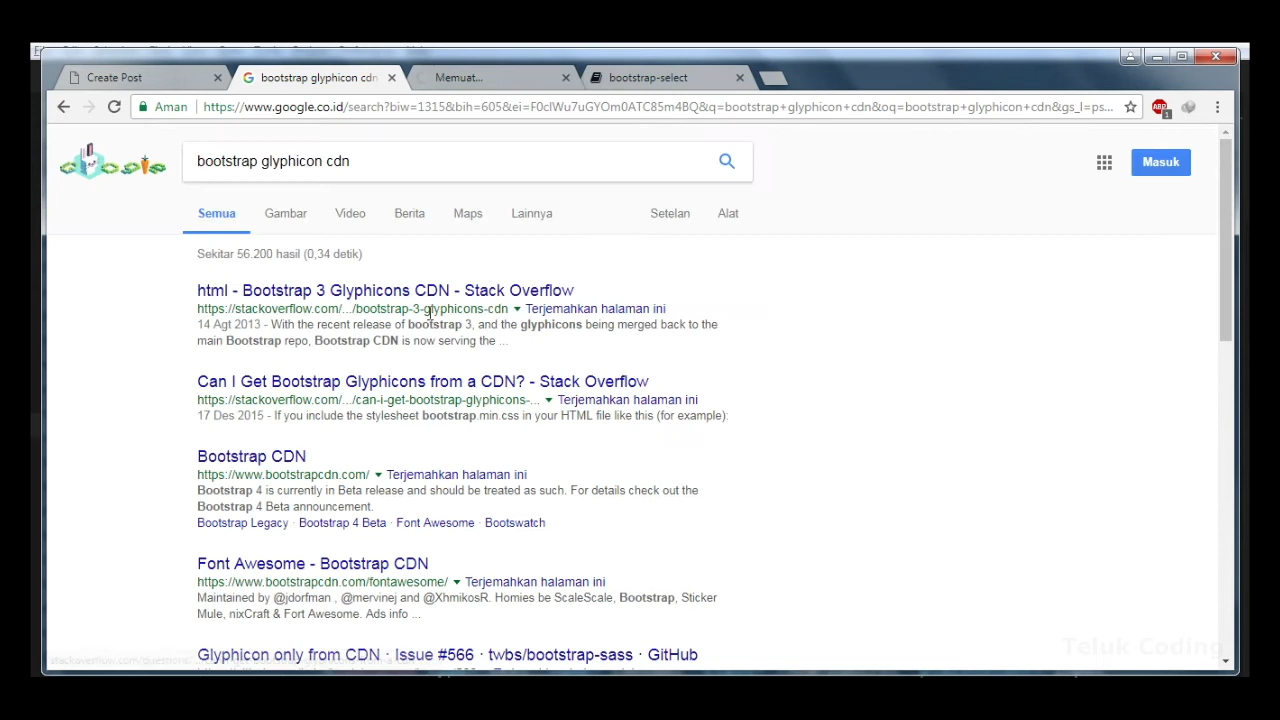 Create Post
bootstrap glyphicon cdn
Memuat...
bootstrap-select
Aman
https://www.google.co.id/search?biw=1315&bih=605&ei=F0clWu7uGYOm0ATC85m4BQ&q=bootstrap+glyphicon+cdn&oq=bootstrap+glyphicon+cdn&gs_l=ps...
ABP
1
bootstrap glyphicon cdn
Masuk
Semua
Gambar
Video
Berita
Maps
Lainnya
Setelan
Alat
Sekitar 56.200 hasil (0,34 detik)
html - Bootstrap 3 Glyphicons CDN - Stack Overflow
https://stackoverflow.com/.../bootstrap-3-glyphicons-cdn ▼ Terjemahkan halaman ini
14 Agt 2013 - With the recent release of bootstrap 3, and the glyphicons being merged back to the
main Bootstrap repo, Bootstrap CDN is now serving the ...
Can I Get Bootstrap Glyphicons from a CDN? - Stack Overflow
https://stackoverflow.com/.../can-i-get-bootstrap-glyphicons-... ▼ Terjemahkan halaman ini
17 Des 2015 - If you include the stylesheet bootstrap.min.css in your HTML file like this (for example):
Bootstrap CDN
https://www.bootstrapcdn.com/ ▼ Terjemahkan halaman ini
Bootstrap 4 is currently in Beta release and should be treated as such. For details check out the
Bootstrap 4 Beta announcement.
Bootstrap Legacy · Bootstrap 4 Beta · Font Awesome · Bootswatch
Font Awesome - Bootstrap CDN
https://www.bootstrapcdn.com/fontawesome/ ▼ Terjemahkan halaman ini
Maintained by @jdorfman , @mervinej and @XhmikosR. Homies be ScaleScale, Bootstrap, Sticker
Mule, nixCraft & Fort Awesome. Ads info ...
Glyphicon only from CDN · Issue #566 · twbs/bootstrap-sass · GitHub
Teluk Coding